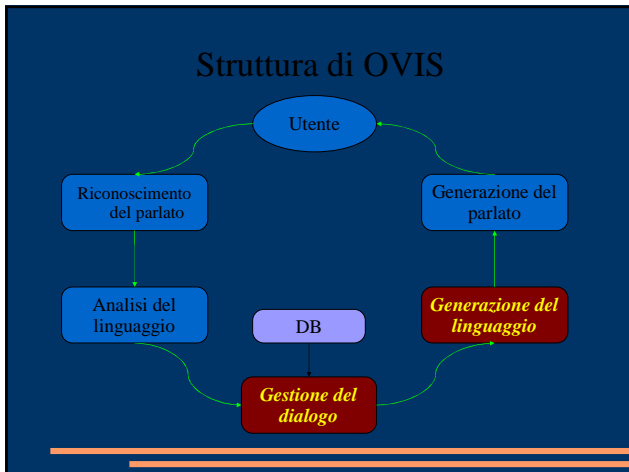 Struttura di OVIS
Utente
Riconoscimento
del parlato
Generazione del
parlato
Analisi del
linguaggio
DB
Generazione del
linguaggio
Gestione del
dialogo